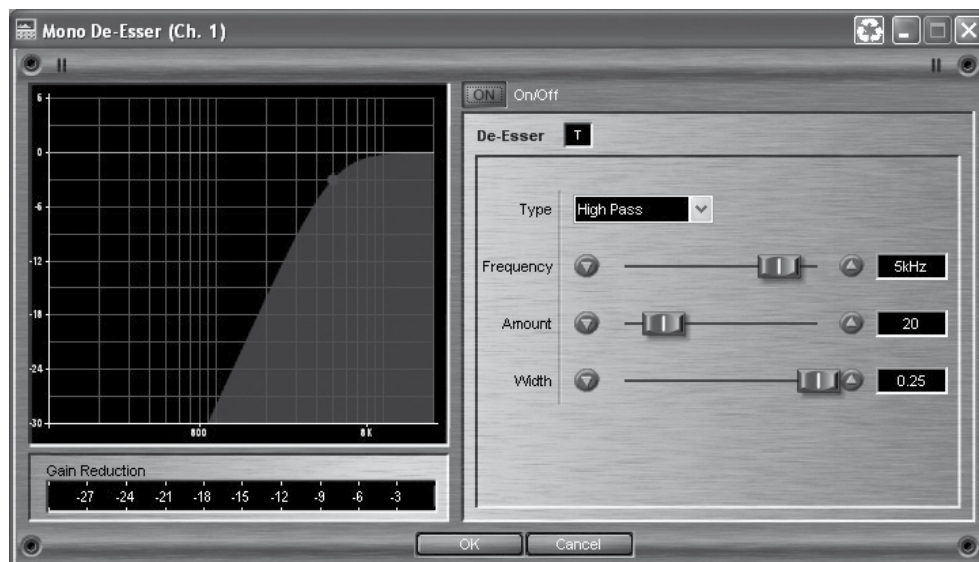 Mono De-Esser (Ch. 1)
6
0
-6
-12
-18
-24
-30
800
8K
Gain Reduction
-27 -24 -21 -18 -15 -12 -9 -6 -3
ON On/Off
De-Esser T
Type High Pass
Frequency 5kHz
Amount 20
Width 0.25
OK Cancel